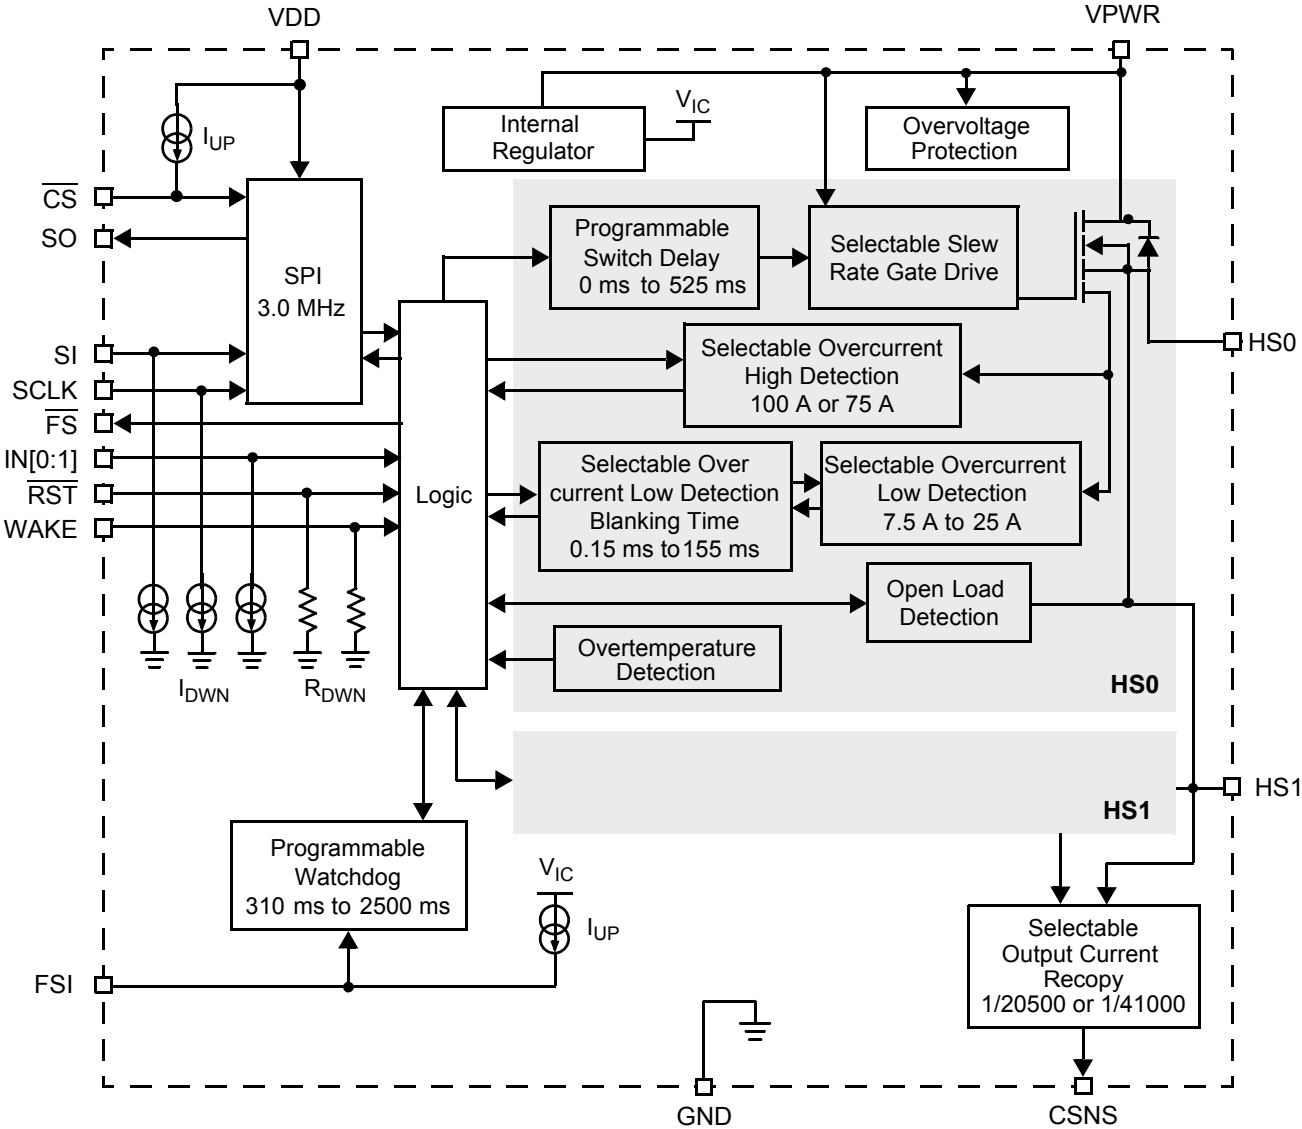 VDD
VPWR
I_UP
V_IC
Internal
Regulator
Overvoltage
Protection
C̅S̅
SO
SPI
3.0 MHz
Programmable
Switch Delay
0 ms to 525 ms
Selectable Slew
Rate Gate Drive
SI
SCLK
F̅S̅
IN[0:1]
R̅S̅T̅
WAKE
Logic
Selectable Overcurrent
High Detection
100 A or 75 A
HS0
Selectable Over
current Low Detection
Blanking Time
0.15 ms to 155 ms
Selectable Overcurrent
Low Detection
7.5 A to 25 A
Open Load
Detection
Overtemperature
Detection
I_DWN
R_DWN
HS0
HS1
HS1
Programmable
Watchdog
310 ms to 2500 ms
V_IC
I_UP
FSI
Selectable
Output Current
Recopy
1/20500 or 1/41000
GND
CSNS